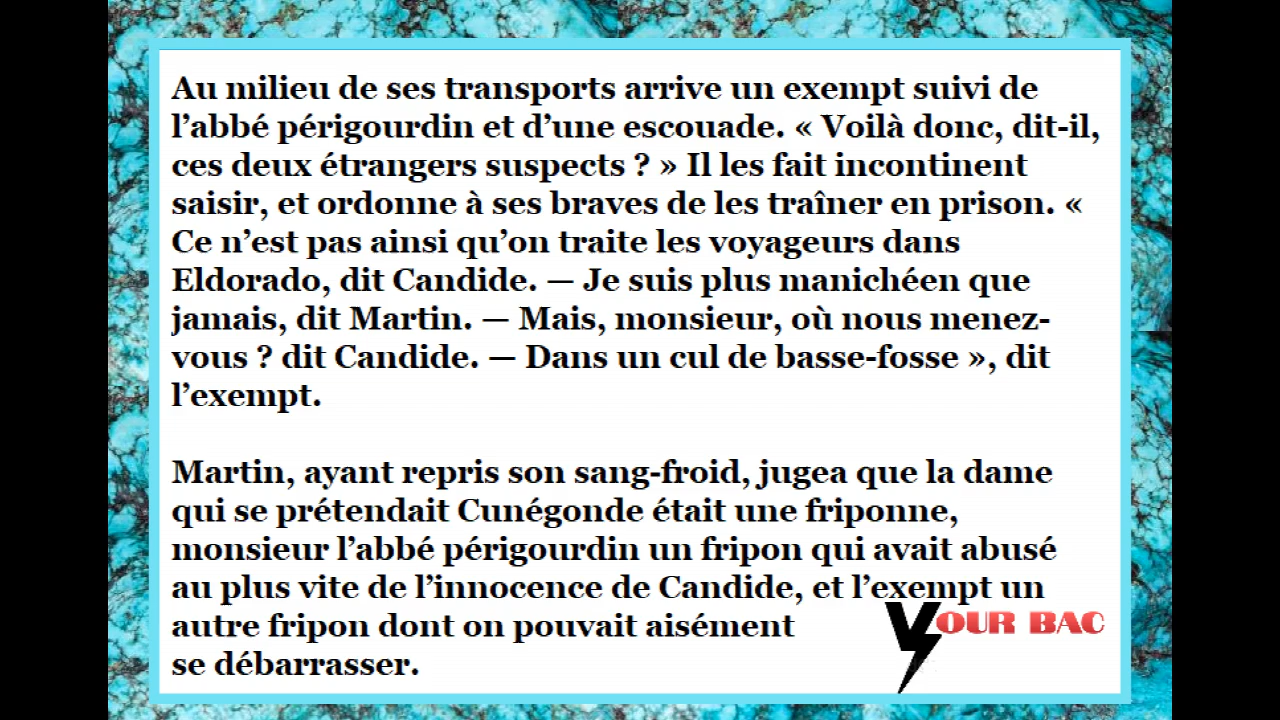 Au milieu de ses transports arrive un exempt suivi de
l’abbé périgourdin et d’une escouade. « Voilà donc, dit-il,
ces deux étrangers suspects ? » Il les fait incontinent
saisir, et ordonne à ses braves de les traîner en prison. «
Ce n’est pas ainsi qu’on traite les voyageurs dans
Eldorado, dit Candide. — Je suis plus manichéen que
jamais, dit Martin. — Mais, monsieur, où nous menez-
vous ? dit Candide. — Dans un cul de basse-fosse », dit
l’exempt.
Martin, ayant repris son sang-froid, jugea que la dame
qui se prétendait Cunégonde était une friponne,
monsieur l’abbé périgourdin un fripon qui avait abusé
au plus vite de l’innocence de Candide, et l’exempt un
autre fripon dont on pouvait aisément
se débarrasser.
YOUR BAC